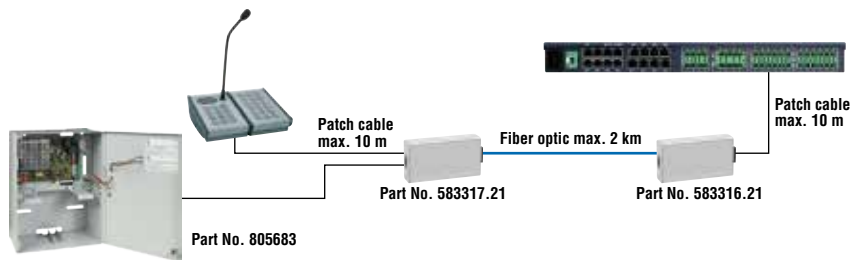 Patch cable
max. 10 m
Patch cable
max. 10 m
Fiber optic max. 2 km
Part No. 583317.21
Part No. 583316.21
Part No. 805683